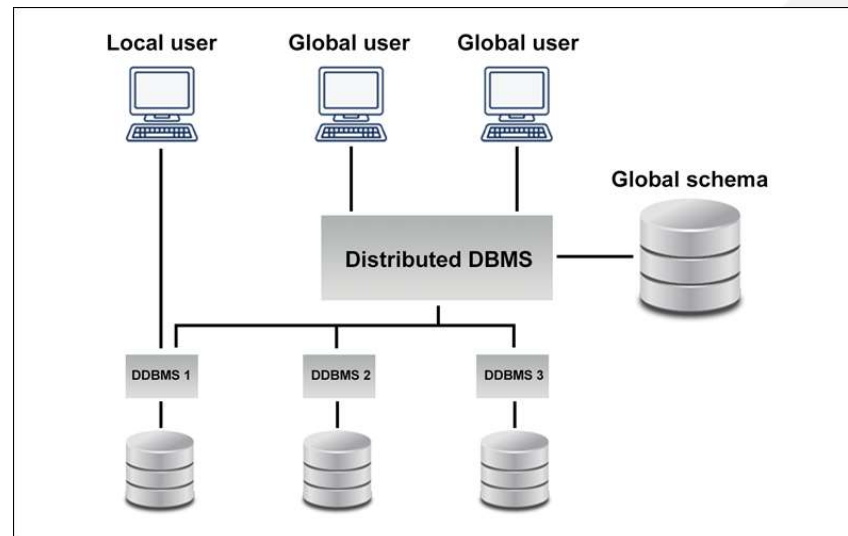 Local user
Global user
Global user
Global schema
Distributed DBMS
DDBMS 1
DDBMS 2
DDBMS 3